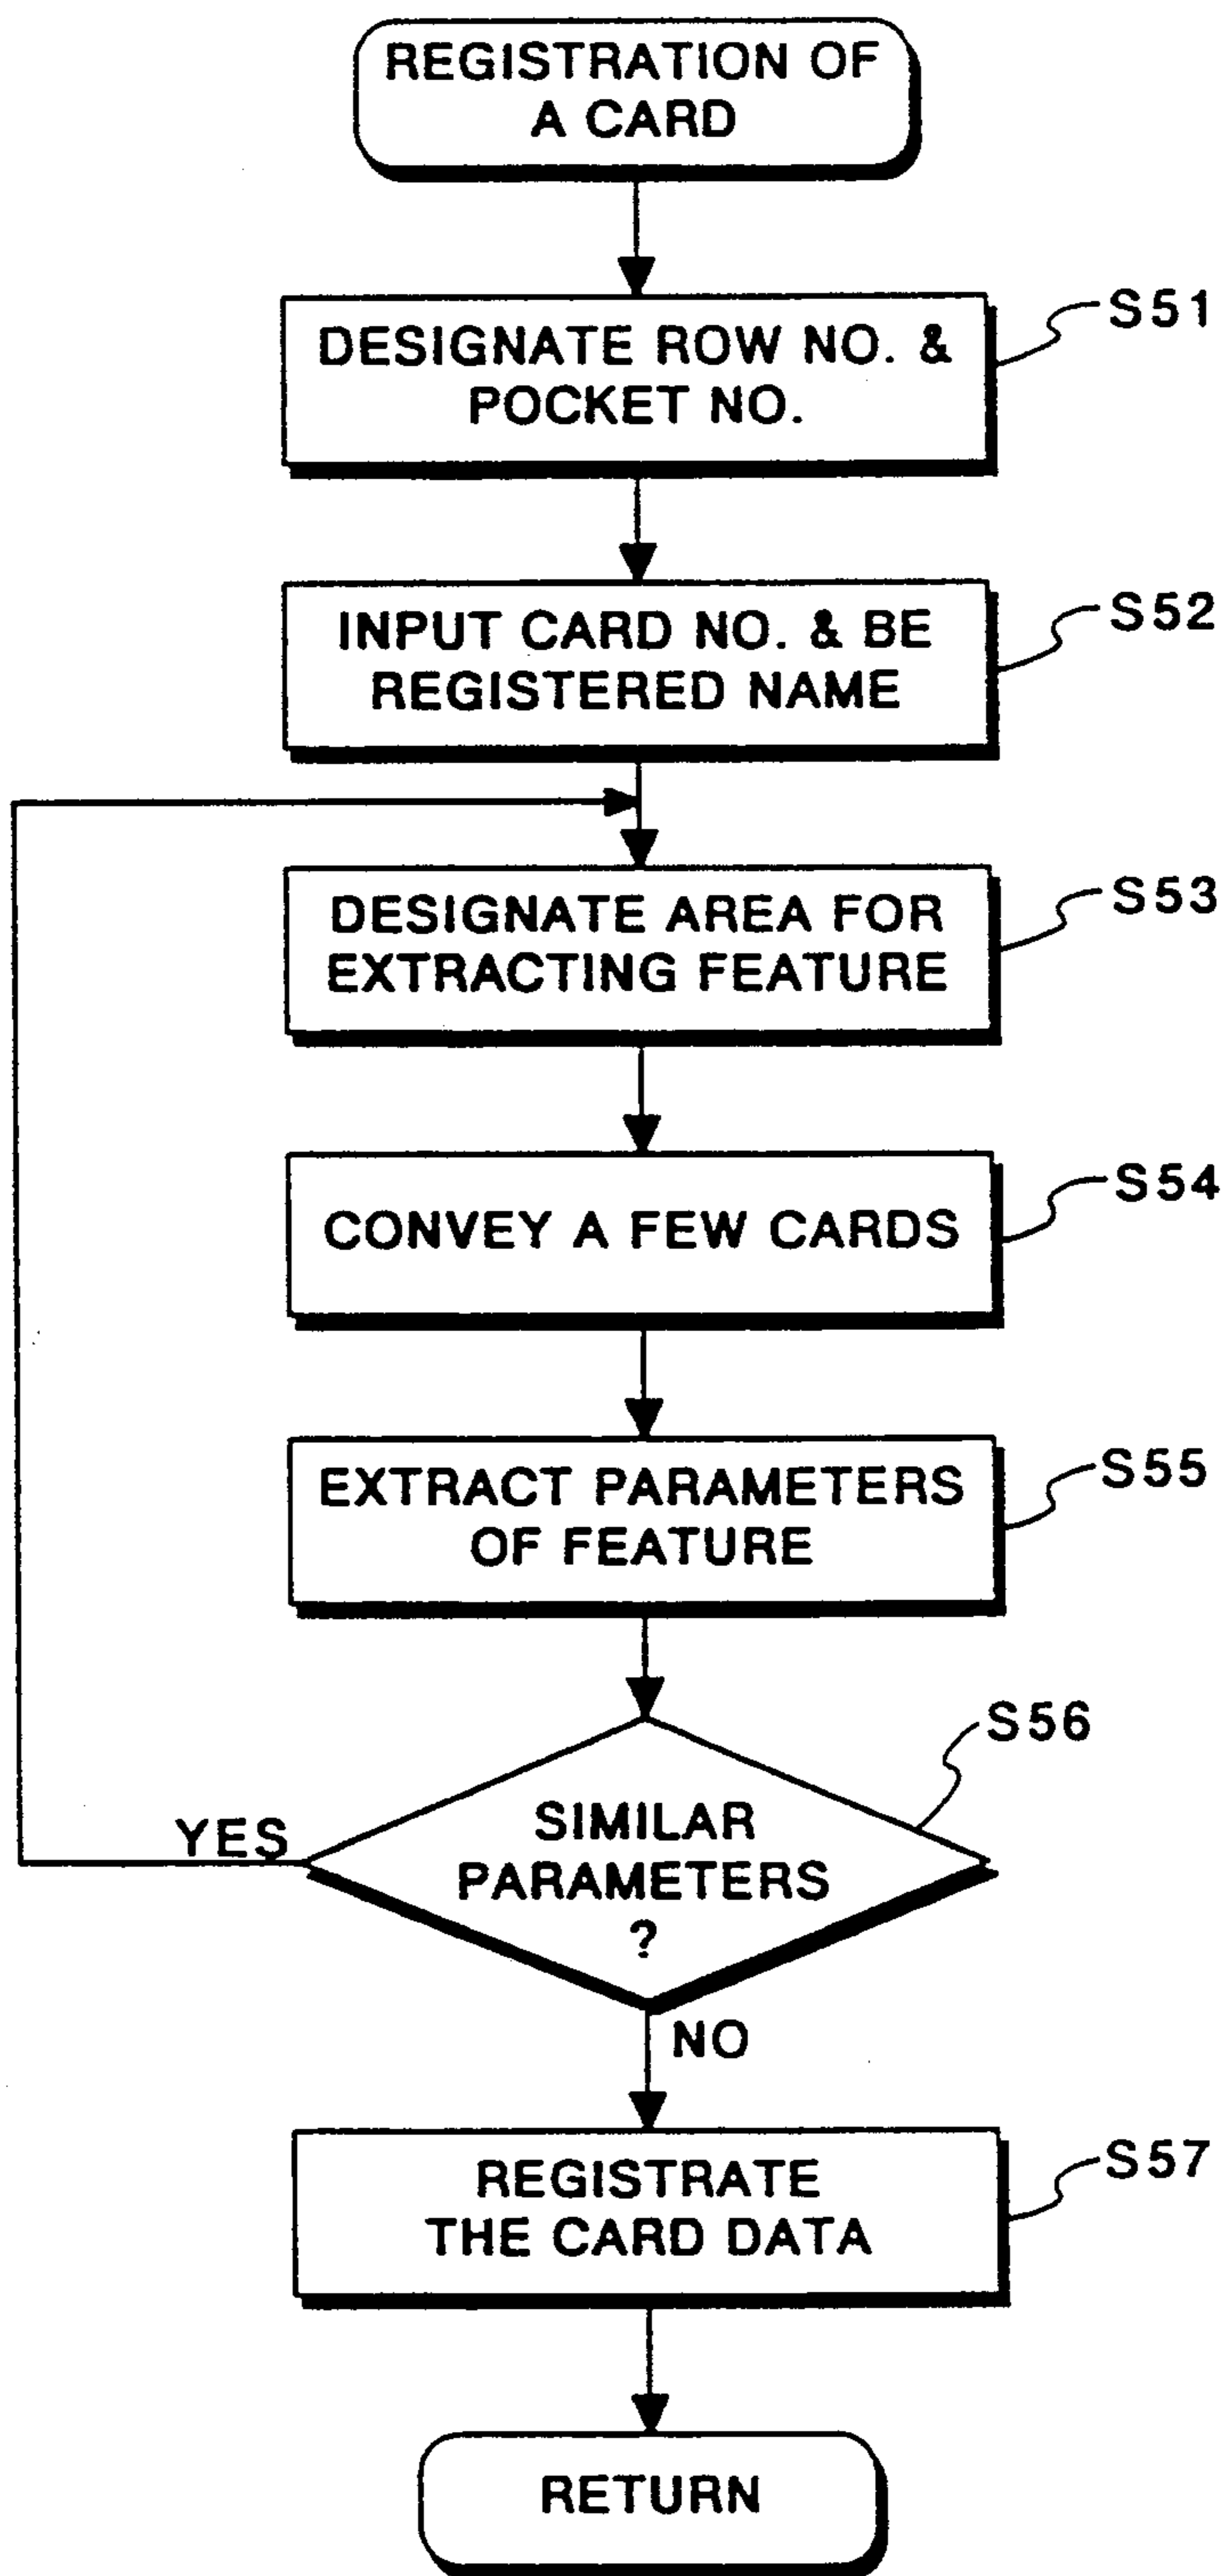 REGISTRATION OF
A CARD
DESIGNATE ROW NO. &
POCKET NO.
S51
INPUT CARD NO. & BE
REGISTERED NAME
S52
DESIGNATE AREA FOR
EXTRACTING FEATURE
S53
CONVEY A FEW CARDS
S54
EXTRACT PARAMETERS
OF FEATURE
S55
SIMILAR
PARAMETERS
?
S56
YES
NO
REGISTRATE
THE CARD DATA
S57
RETURN